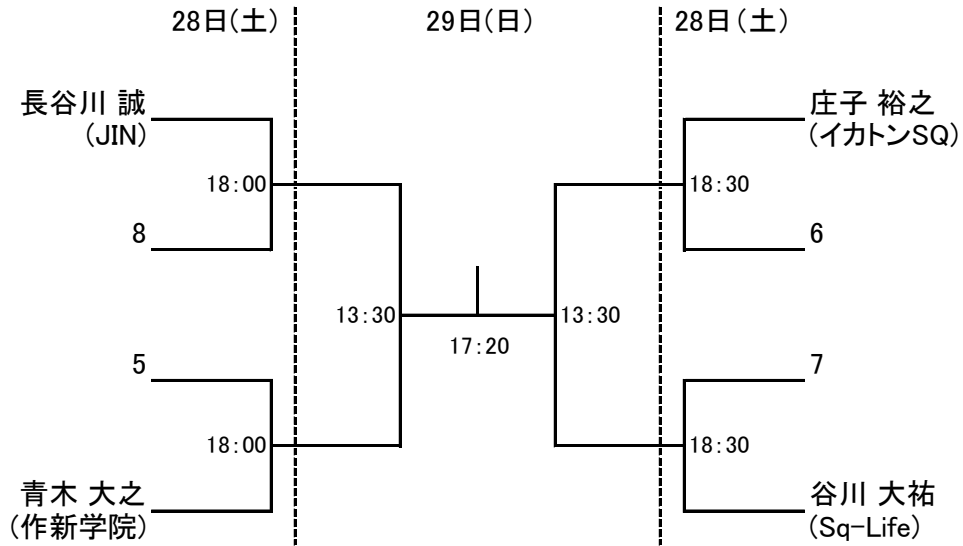 28日(土)
29日(日)
28日(土)
長谷川 誠
(JIN)
18:00
8
5
18:00
青木 大之
(作新学院)
13:30
17:20
13:30
庄子 裕之
(イカトンSQ)
18:30
6
7
18:30
谷川 大祐
(Sq-Life)